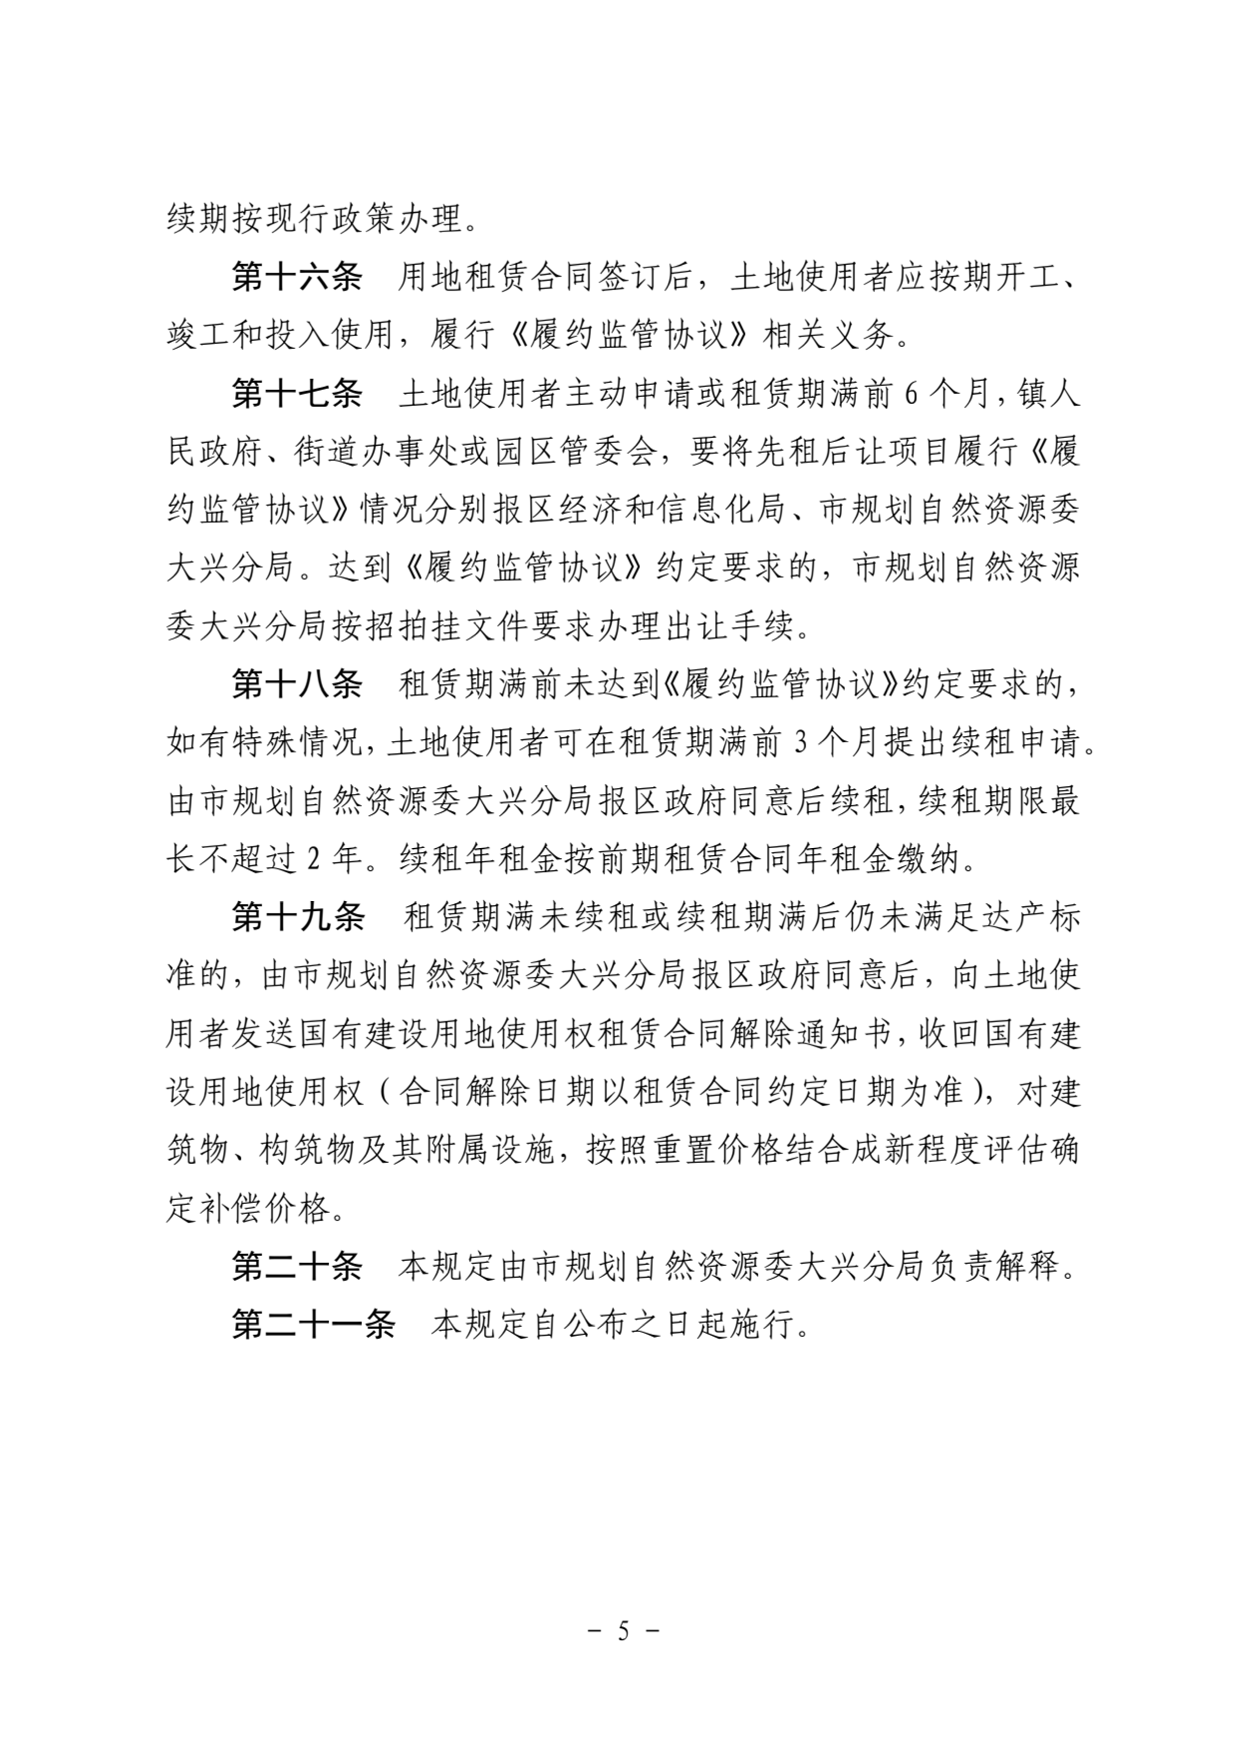 续期按现行政策办理。
第十六条　用地租赁合同签订后，土地使用者应按期开工、
竣工和投入使用，履行《履约监管协议》相关义务。
第十七条　土地使用者主动申请或租赁期满前 6 个月，镇人
民政府、街道办事处或园区管委会，要将先租后让项目履行《履
约监管协议》情况分别报区经济和信息化局、市规划自然资源委
大兴分局。达到《履约监管协议》约定要求的，市规划自然资源
委大兴分局按招拍挂文件要求办理出让手续。
第十八条　租赁期满前未达到《履约监管协议》约定要求的，
如有特殊情况，土地使用者可在租赁期满前 3 个月提出续租申请。
由市规划自然资源委大兴分局报区政府同意后续租，续租期限最
长不超过 2 年。续租年租金按前期租赁合同年租金缴纳。
第十九条　租赁期满未续租或续租期满后仍未满足达产标
准的，由市规划自然资源委大兴分局报区政府同意后，向土地使
用者发送国有建设用地使用权租赁合同解除通知书，收回国有建
设用地使用权（合同解除日期以租赁合同约定日期为准），对建
筑物、构筑物及其附属设施，按照重置价格结合成新程度评估确
定补偿价格。
第二十条　本规定由市规划自然资源委大兴分局负责解释。
第二十一条　本规定自公布之日起施行。
－ 5 －